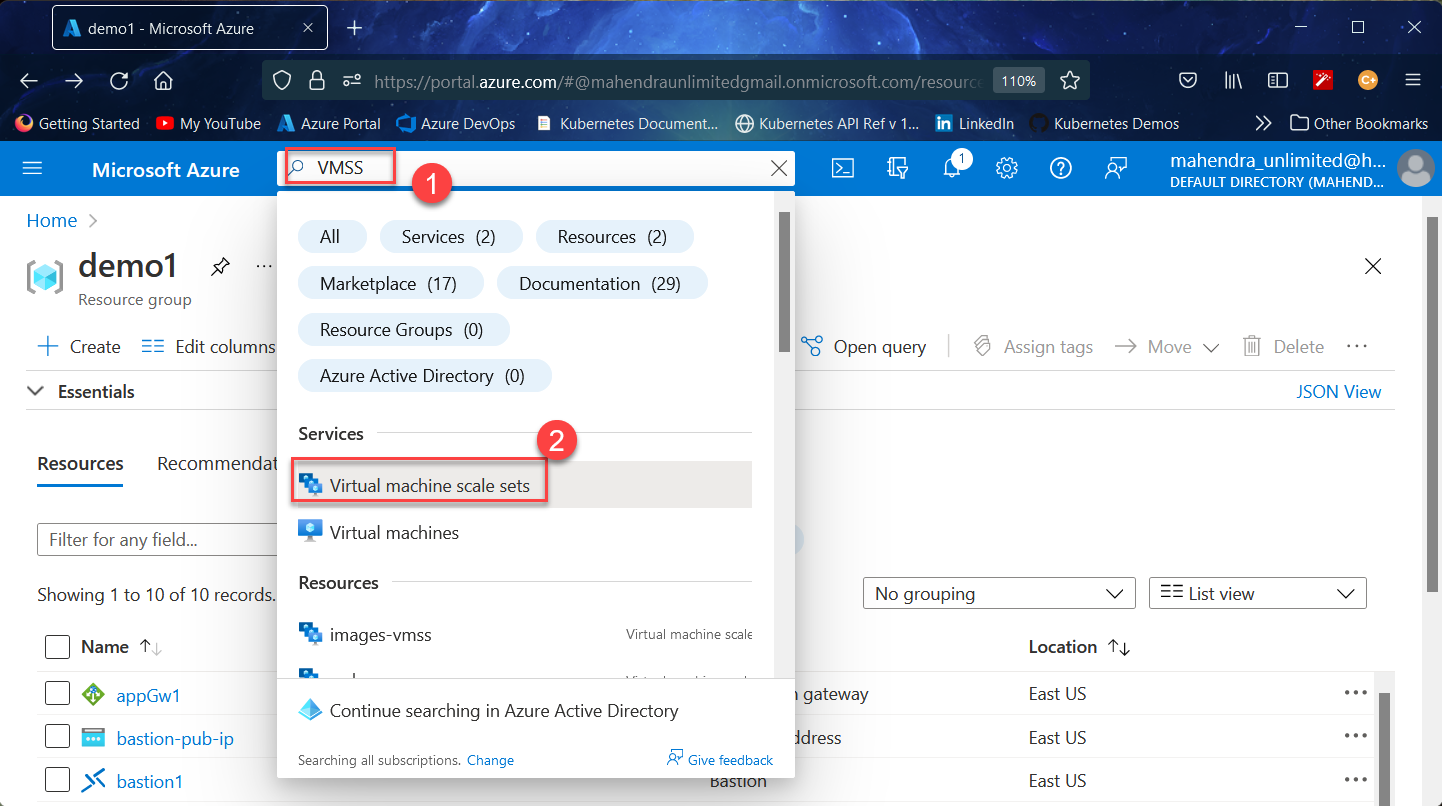 demo1 - Microsoft Azure
https://portal.azure.com/#@mahendraunlimitedgmail.onmicrosoft.com/resourc
110%
Getting Started
My YouTube
Azure Portal
Azure DevOps
Kubernetes Document...
Kubernetes API Ref v 1...
LinkedIn
Kubernetes Demos
Other Bookmarks
Microsoft Azure
VMSS
1
1
mahendra_unlimited@h...
DEFAULT DIRECTORY (MAHEND...
Home
demo1
...
Resource group
All
Services (2)
Resources (2)
Marketplace (17)
Documentation (29)
Resource Groups (0)
Azure Active Directory (0)
Create
Edit columns
Open query
Assign tags
Move
Delete
...
Essentials
JSON View
Services
2
Resources
Recommendat
Virtual machine scale sets
Filter for any field...
Virtual machines
Resources
Showing 1 to 10 of 10 records.
No grouping
List view
images-vmss
Virtual machine scale
Name
Location
appGw1
n gateway
East US
...
Continue searching in Azure Active Directory
bastion-pub-ip
ddress
East US
...
Searching all subscriptions. Change
Give feedback
bastion1
Bastion
East US
...